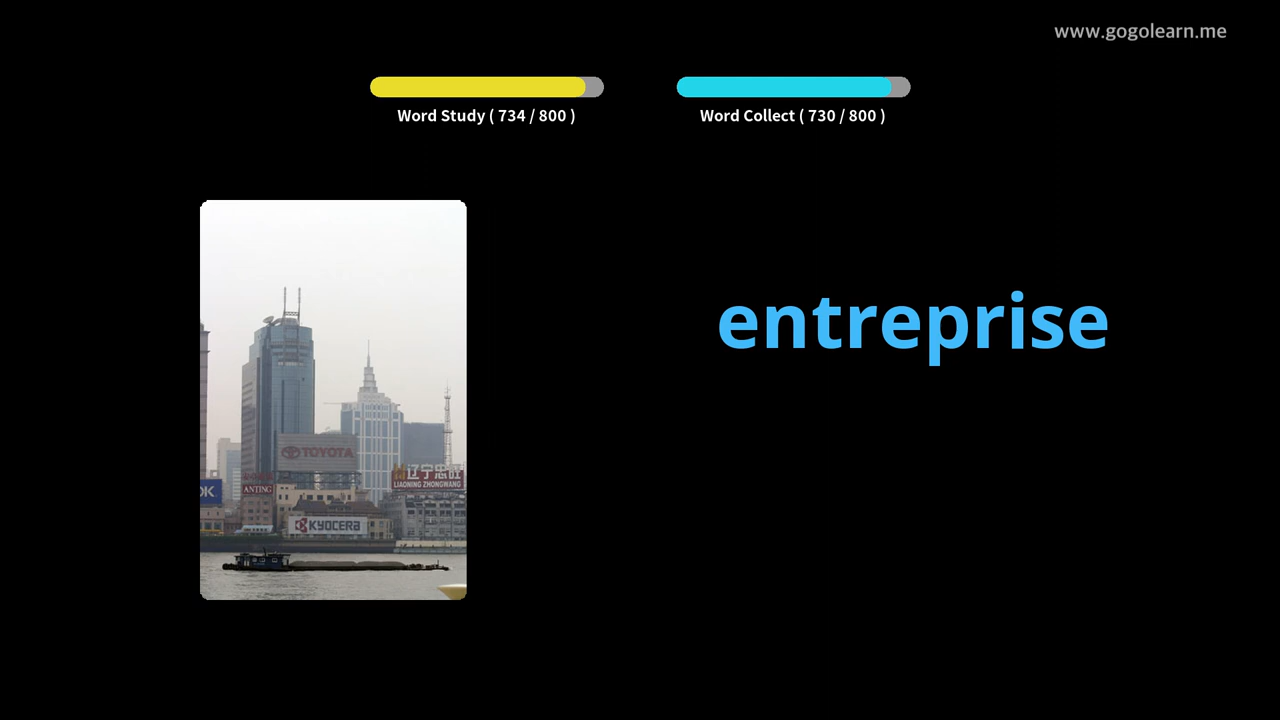 www.gogolearn.me
Word Study ( 734 / 800 )
Word Collect ( 730 / 800 )
entreprise
TOYOTA
辽宁忠旺
LIAONING ZHONGWANG
ANTING
KYOCERA